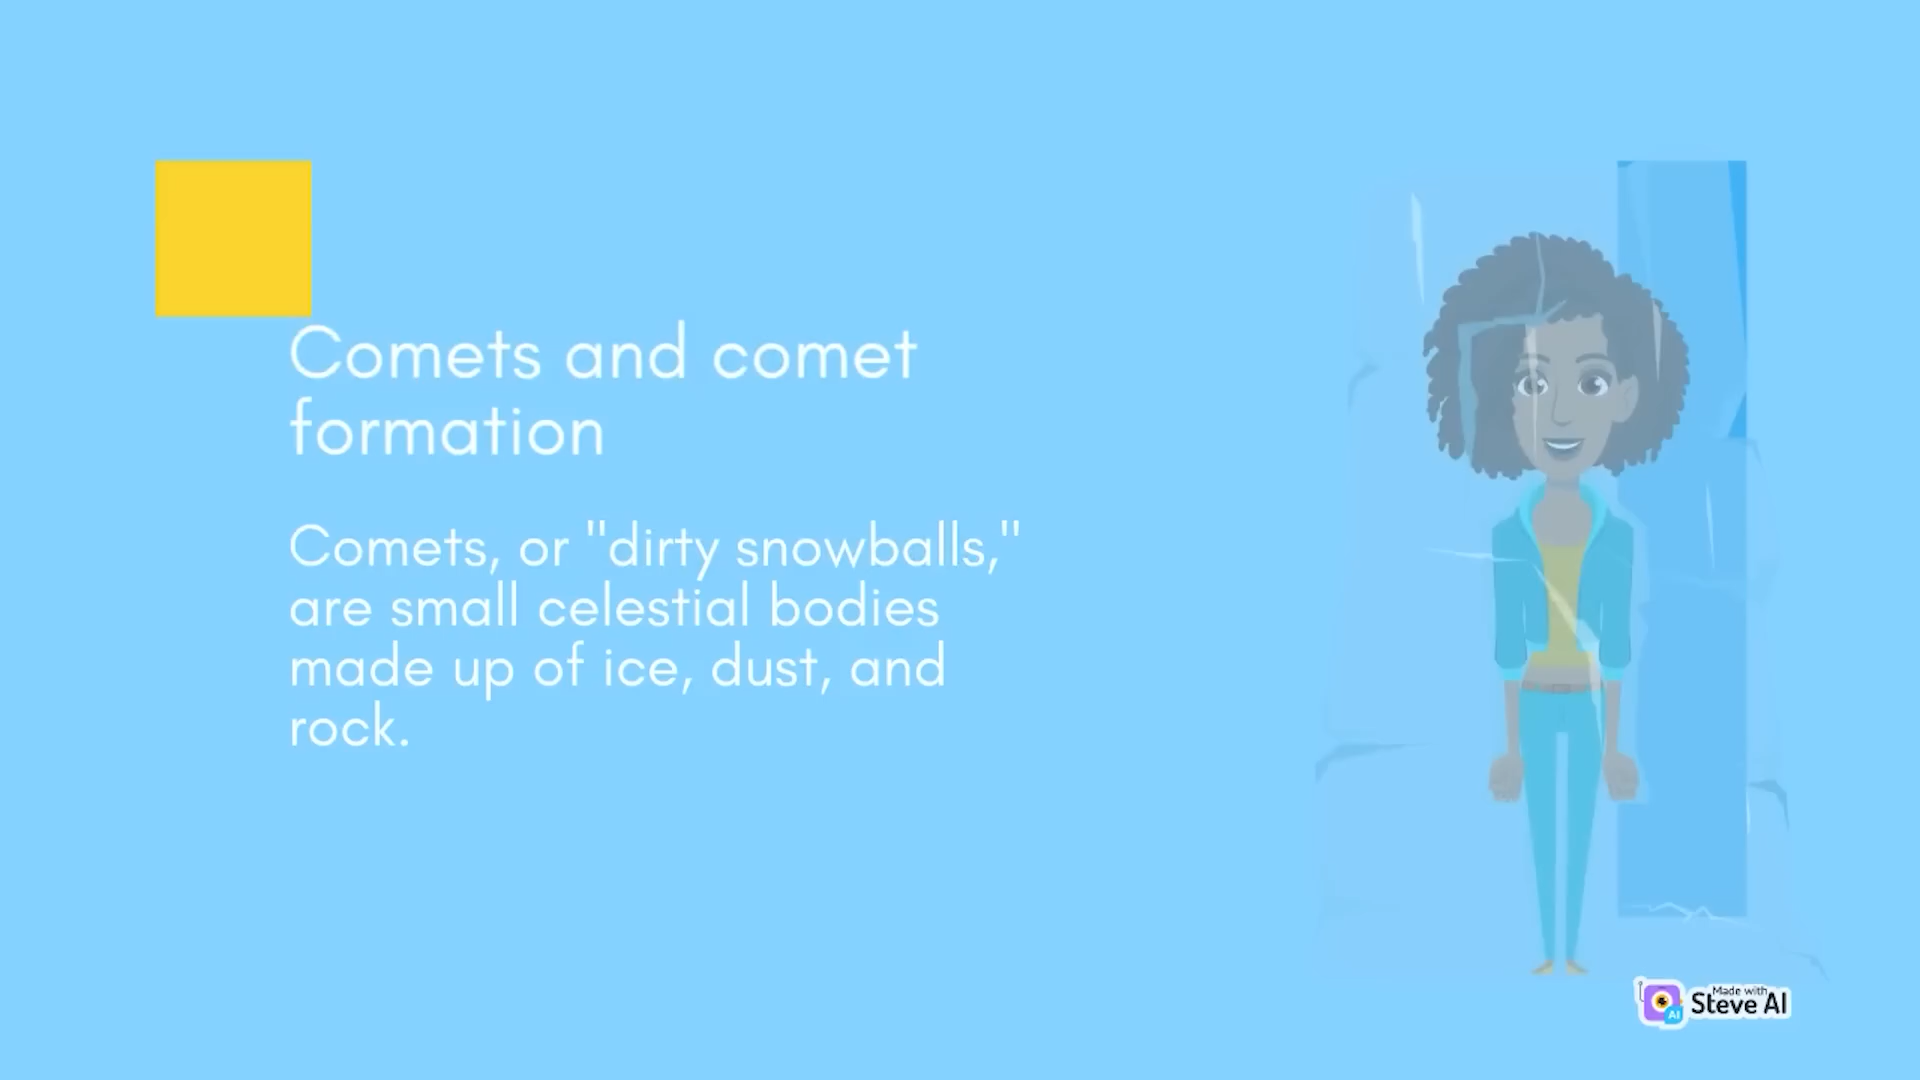 Comets and comet
formation
Comets, or "dirty snowballs,"
are small celestial bodies
made up of ice, dust, and
rock.
Made with
Steve AI
AI